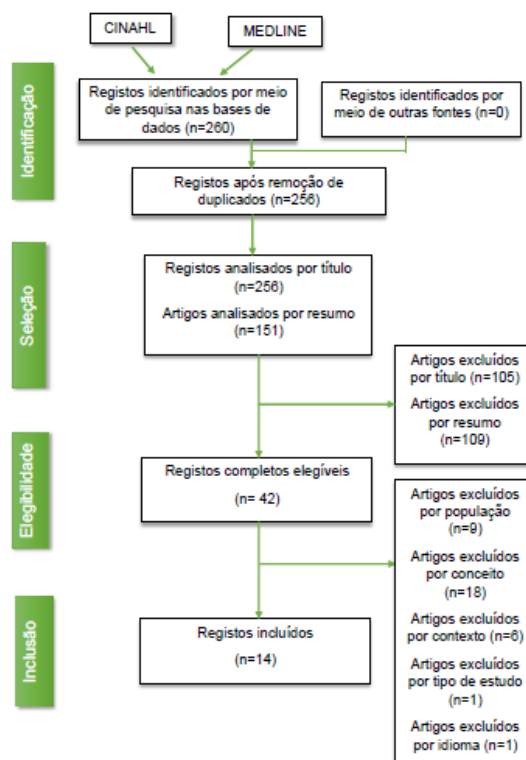 CINAHL
MEDLINE
Identificação
Registos identificados por meio
de pesquisa nas bases de
dados (n=260)
Registos identificados por
meio de outras fontes (n=0)
Registos após remoção de
duplicados (n=256)
Seleção
Registos analisados por título
(n=256)
Artigos analisados por resumo
(n=151)
Artigos excluídos
por título (n=105)
Artigos excluídos
por resumo
(n=109)
Elegibilidade
Registos completos elegíveis
(n= 42)
Artigos excluídos
por população
(n=9)
Artigos excluídos
por conceito
(n=18)
Artigos excluídos
por contexto (n=6)
Artigos excluídos
por tipo de estudo
(n=1)
Artigos excluídos
por idioma (n=1)
Inclusão
Registos incluídos
(n=14)